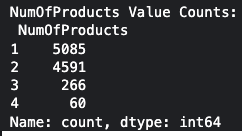 NumOfProducts Value Counts:
NumOfProducts
1 5085
2 4591
3 266
4 60
Name: count, dtype: int64